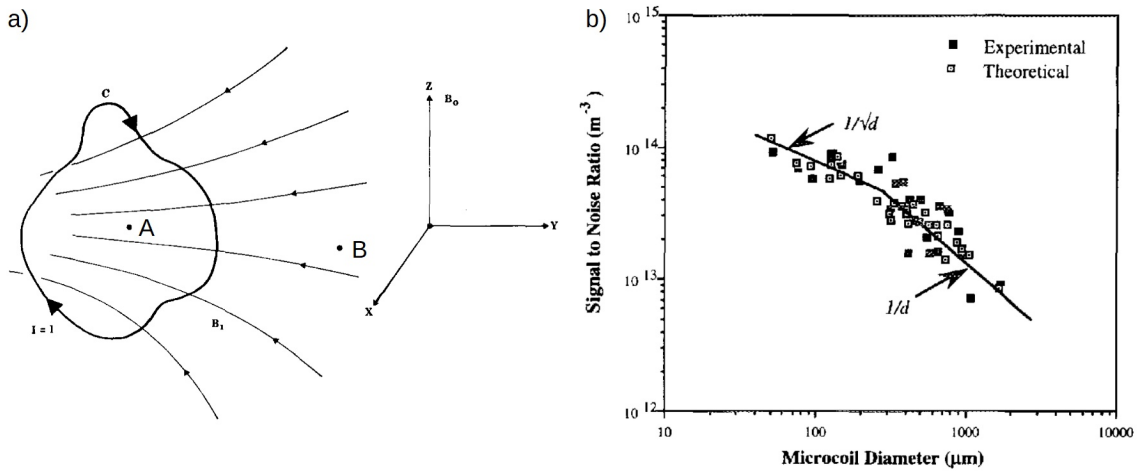 a)
C
A
B
I = 1
B₁
Z
B₀
Y
X
b)
Signal to Noise Ratio (m⁻³)
10 15
10 14
10 13
10 12
Experimental
Theoretical
1/√d
1/d
10
100
1000
10000
Microcoil Diameter (µm)